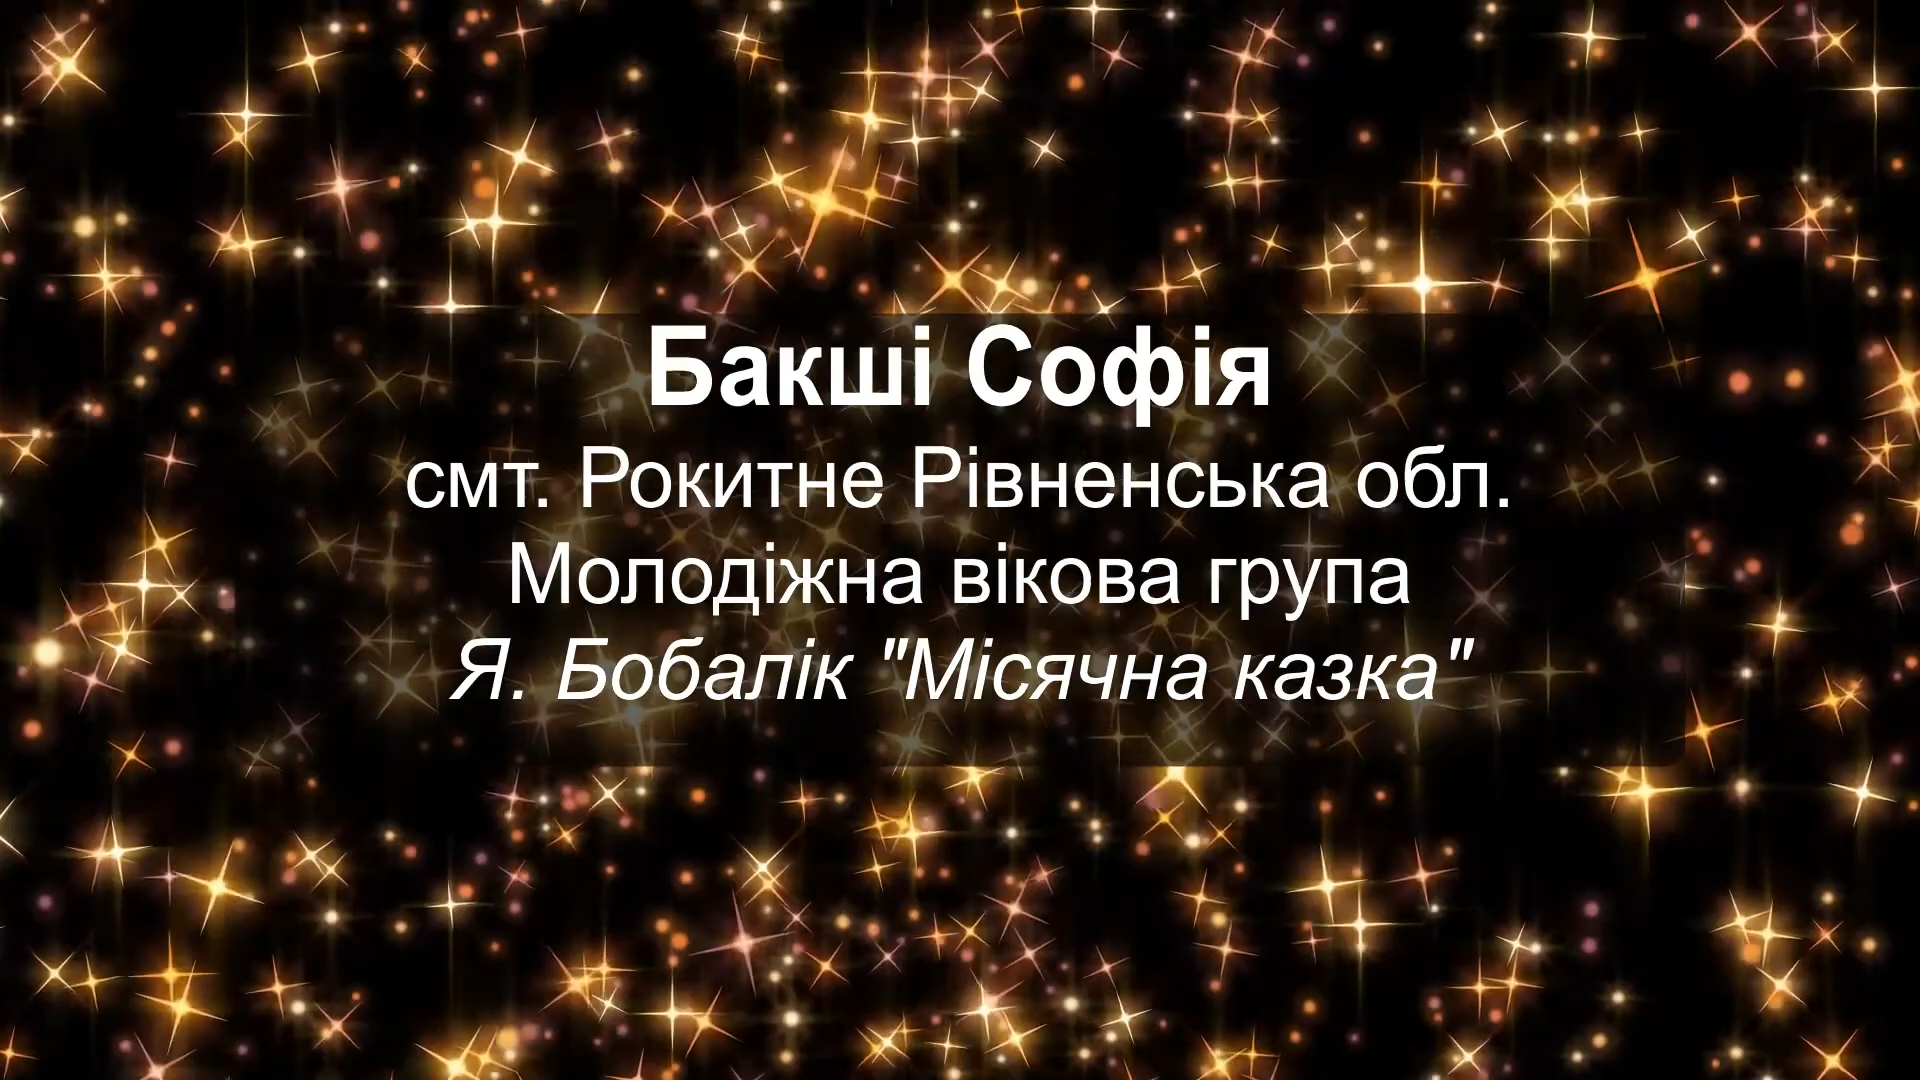 Бакші Софія
смт. Рокитне Рівненська обл.
Молодіжна вікова група
Я. Бобалік "Місячна казка"